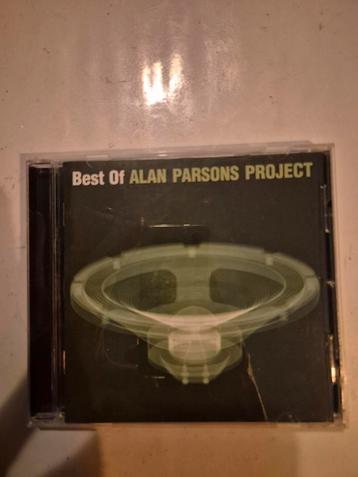 Best Of ALAN PARSONS PROJECT